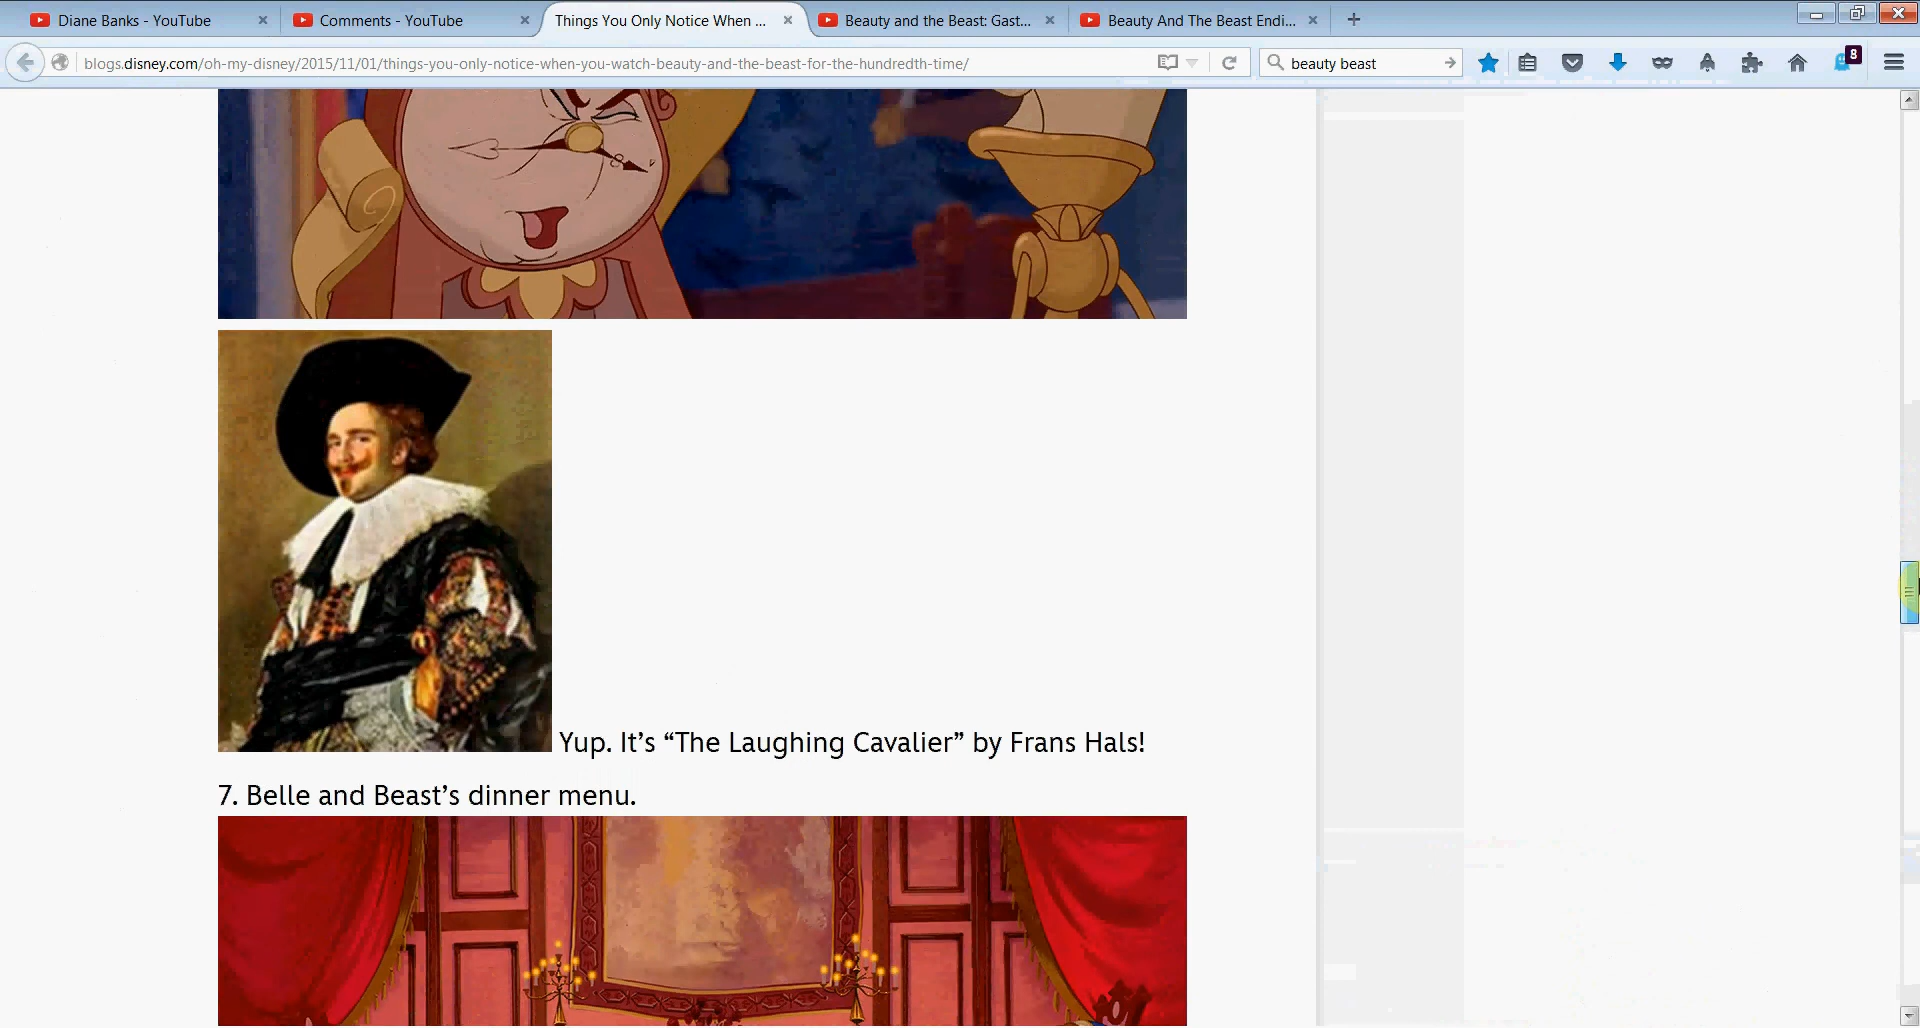 Diane Banks - YouTube
Comments - YouTube
Things You Only Notice When ...
Beauty and the Beast: Gast...
Beauty And The Beast Endi...
blogs.disney.com/oh-my-disney/2015/11/01/things-you-only-notice-when-you-watch-beauty-and-the-beast-for-the-hundredth-time/
beauty beast
8
Yup. It’s “The Laughing Cavalier” by Frans Hals!
7. Belle and Beast’s dinner menu.